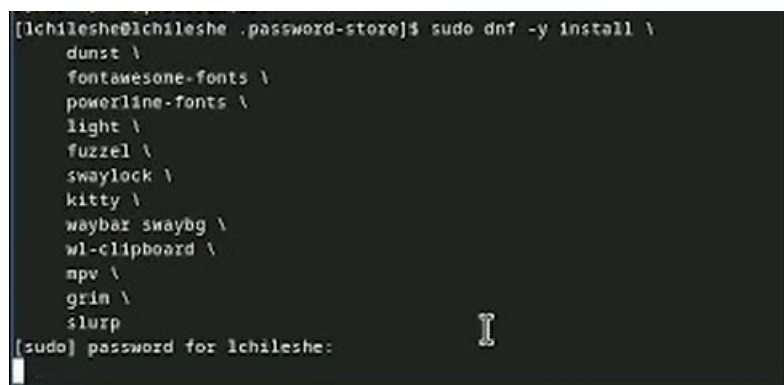 [lchileshe@lchileshe .password-store]$ sudo dnf -y install \
dunst \
fontawesome-fonts \
powerline-fonts \
light \
fuzzel \
swaylock \
kitty \
waybar swaybg \
wl-clipboard \
mpv \
grim \
slurp
[sudo] password for lchileshe: